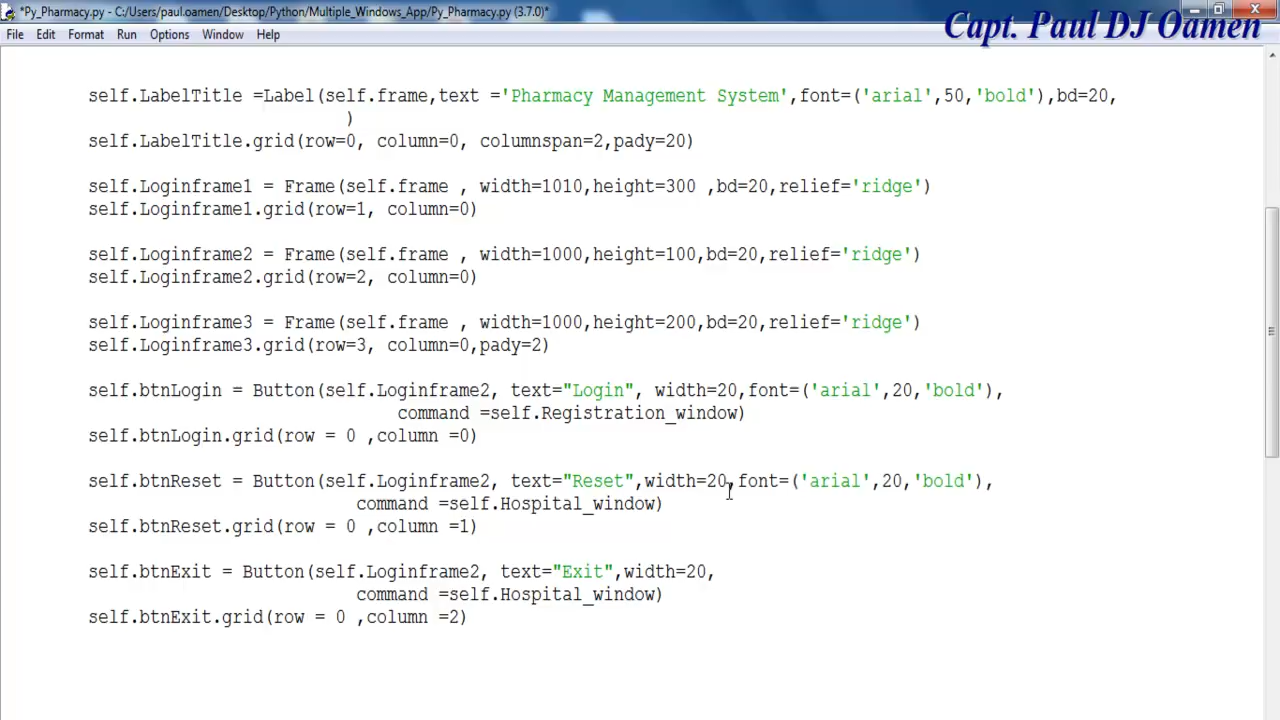 *Py_Pharmacy.py - C:/Users/paul.oamen/Desktop/Python/Multiple_Windows_App/Py_Pharmacy.py (3.7.0)*
Capt. Paul DJ Oamen
File Edit Format Run Options Window Help
self.LabelTitle =Label(self.frame,text ='Pharmacy Management System',font=('arial',50,'bold'),bd=20,
)
self.LabelTitle.grid(row=0, column=0, columnspan=2,pady=20)
self.Loginframe1 = Frame(self.frame , width=1010,height=300 ,bd=20,relief='ridge')
self.Loginframe1.grid(row=1, column=0)
self.Loginframe2 = Frame(self.frame , width=1000,height=100,bd=20,relief='ridge')
self.Loginframe2.grid(row=2, column=0)
self.Loginframe3 = Frame(self.frame , width=1000,height=200,bd=20,relief='ridge')
self.Loginframe3.grid(row=3, column=0,pady=2)
self.btnLogin = Button(self.Loginframe2, text="Login", width=20,font=('arial',20,'bold'),
command =self.Registration_window)
self.btnLogin.grid(row = 0 ,column =0)
self.btnReset = Button(self.Loginframe2, text="Reset",width=20,font=('arial',20,'bold'),
command =self.Hospital_window)
self.btnReset.grid(row = 0 ,column =1)
self.btnExit = Button(self.Loginframe2, text="Exit",width=20,
command =self.Hospital_window)
self.btnExit.grid(row = 0 ,column =2)